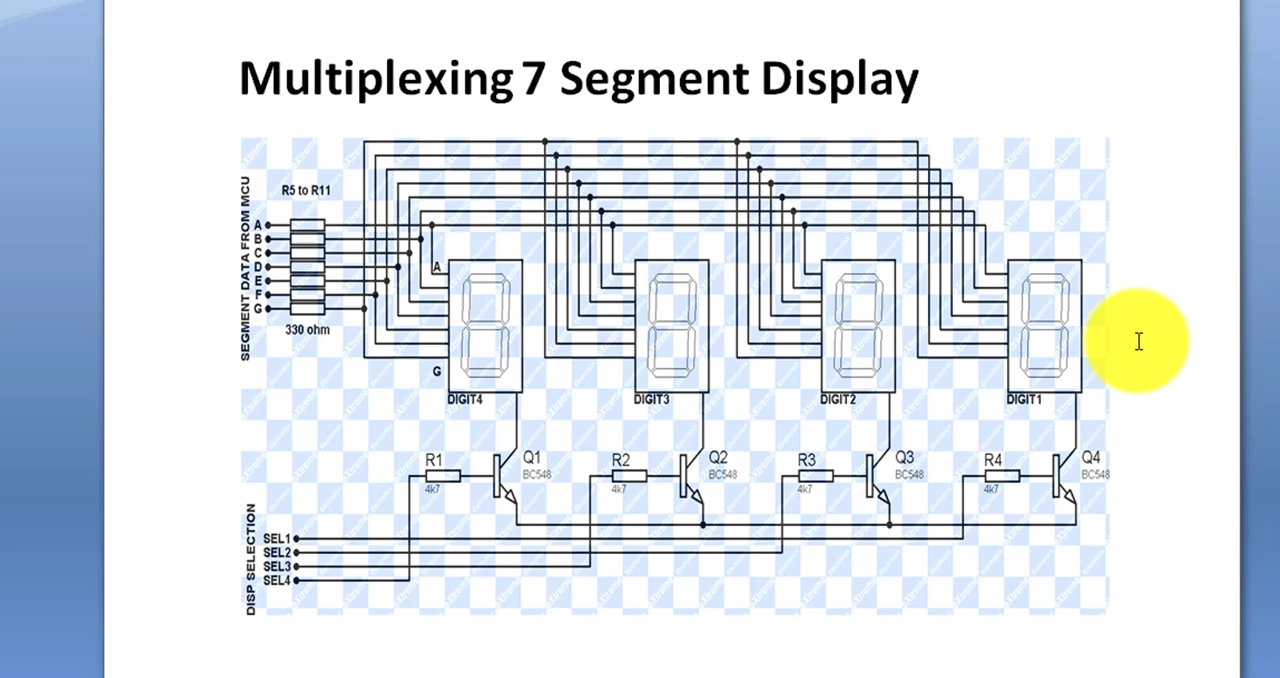 Multiplexing 7 Segment Display
SEGMENT DATA FROM MCU
R5 to R11
A
B
C
D
E
F
G
330 ohm
A
G
DIGIT4
DIGIT3
DIGIT2
DIGIT1
R1
4k7
Q1
BC548
R2
4k7
Q2
BC548
R3
4k7
Q3
BC548
R4
4k7
Q4
BC548
DISP SELECTION
SEL1
SEL2
SEL3
SEL4